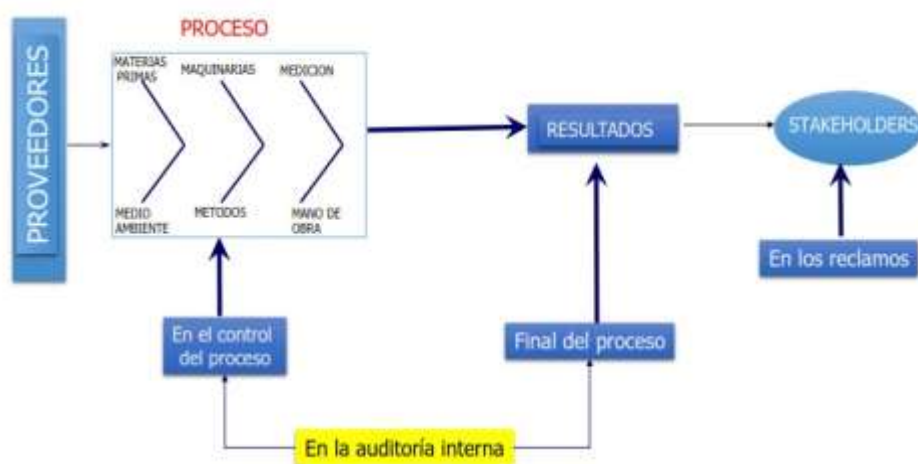 PROVEEDORES
PROCESO
MATERIAS
PRIMAS
MAQUINARIAS
MEDICION
MEDIO
AMBIENTE
METODOS
MANO DE
OBRA
RESULTADOS
STAKEHOLDERS
En los reclamos
En el control
del proceso
Final del proceso
En la auditoría interna